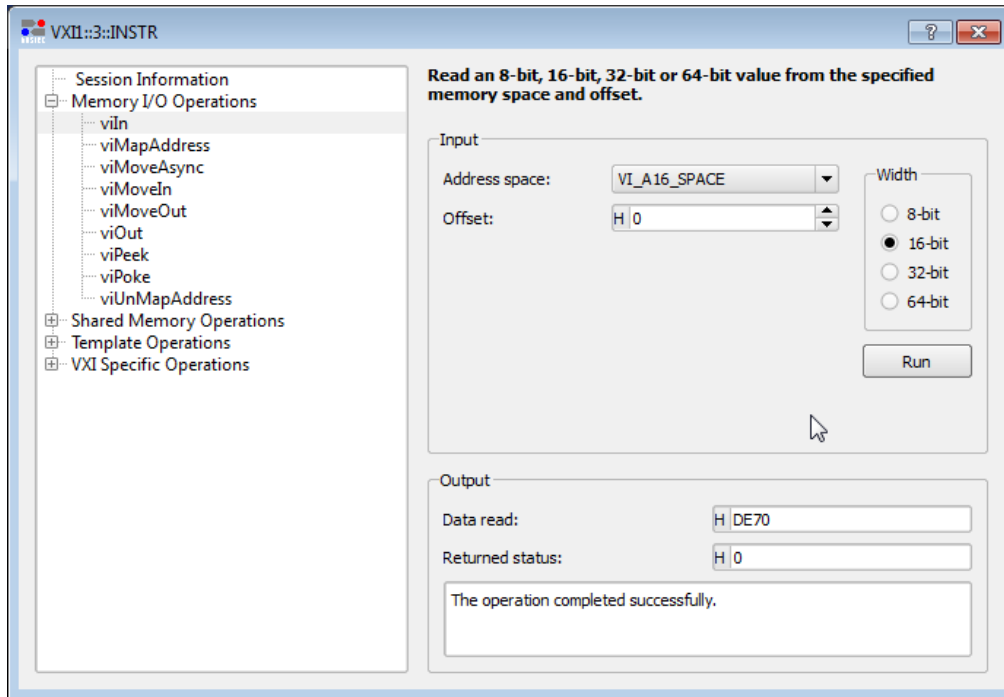 VXI1::3::INSTR
Session Information
Memory I/O Operations
viIn
viMapAddress
viMoveAsync
viMoveIn
viMoveOut
viOut
viPeek
viPoke
viUnMapAddress
Shared Memory Operations
Template Operations
VXI Specific Operations
Read an 8-bit, 16-bit, 32-bit or 64-bit value from the specified
memory space and offset.
Input
Address space: VI_A16_SPACE
Offset: H 0
Width
8-bit
16-bit
32-bit
64-bit
Run
Output
Data read: H DE70
Returned status: H 0
The operation completed successfully.